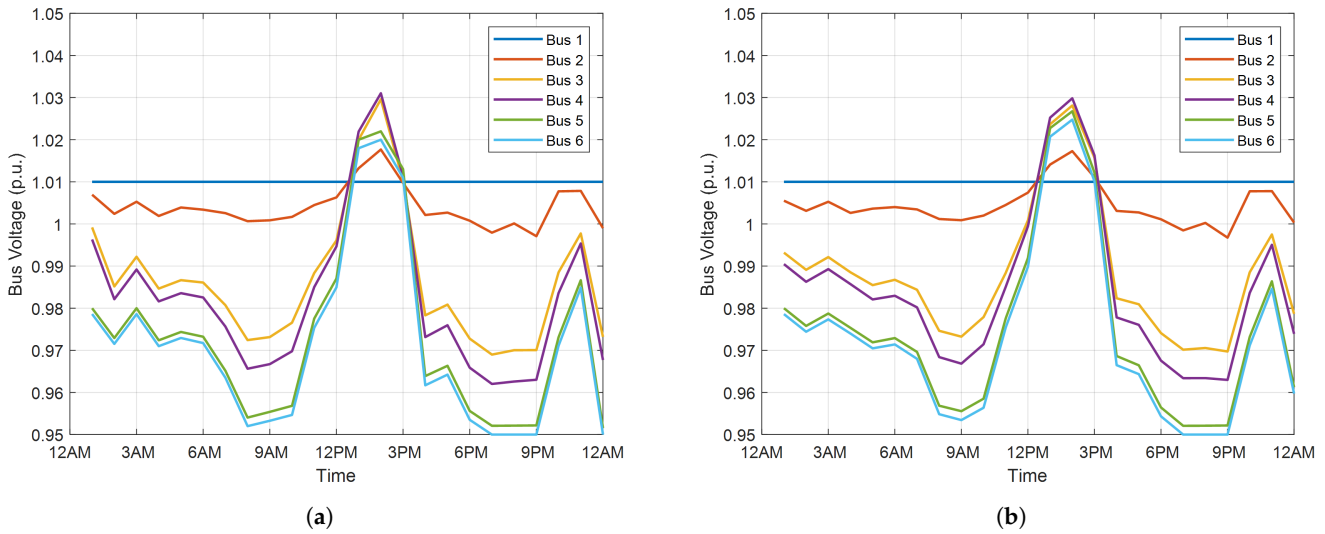 1.05
1.04
1.03
1.02
1.01
1
0.99
0.98
0.97
0.96
0.95
Bus Voltage (p.u.)
12AM 3AM 6AM 9AM 12PM 3PM 6PM 9PM 12AM
Time
Bus 1
Bus 2
Bus 3
Bus 4
Bus 5
Bus 6
(a)
1.05
1.04
1.03
1.02
1.01
1
0.99
0.98
0.97
0.96
0.95
Bus Voltage (p.u.)
12AM 3AM 6AM 9AM 12PM 3PM 6PM 9PM 12AM
Time
Bus 1
Bus 2
Bus 3
Bus 4
Bus 5
Bus 6
(b)